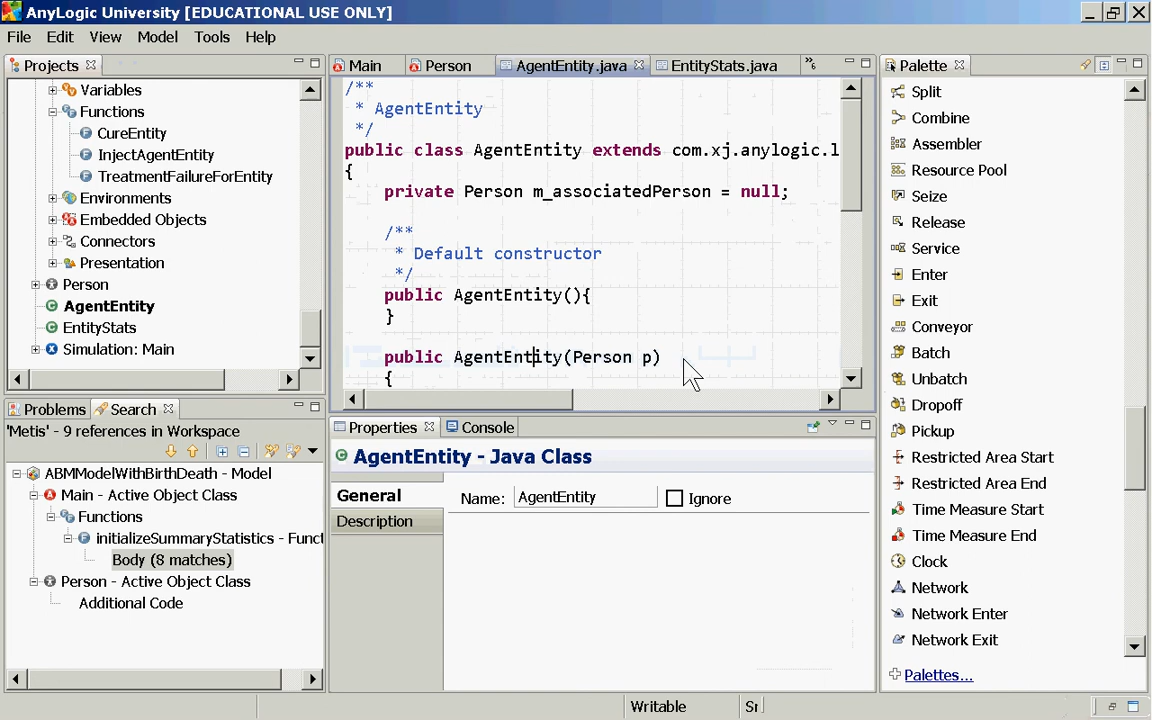 AnyLogic University [EDUCATIONAL USE ONLY]
File Edit View Model Tools Help
Projects
Variables
Functions
CureEntity
InjectAgentEntity
TreatmentFailureForEntity
Environments
Embedded Objects
Connectors
Presentation
Person
AgentEntity
EntityStats
Simulation: Main
Problems Search
'Metis' - 9 references in Workspace
ABMModelWithBirthDeath - Model
Main - Active Object Class
Functions
initializeSummaryStatistics - Funct
Body (8 matches)
Person - Active Object Class
Additional Code
Main Person AgentEntity.java EntityStats.java
/**
* AgentEntity
*/
public class AgentEntity extends com.xj.anylogic.l
{
private Person m_associatedPerson = null;
/**
* Default constructor
*/
public AgentEntity(){
}
public AgentEntity(Person p)
{
Properties Console
AgentEntity - Java Class
General
Description
Name: AgentEntity Ignore
Palette
Split
Combine
Assembler
Resource Pool
Seize
Release
Service
Enter
Exit
Conveyor
Batch
Unbatch
Dropoff
Pickup
Restricted Area Start
Restricted Area End
Time Measure Start
Time Measure End
Clock
Network
Network Enter
Network Exit
Palettes...
Writable